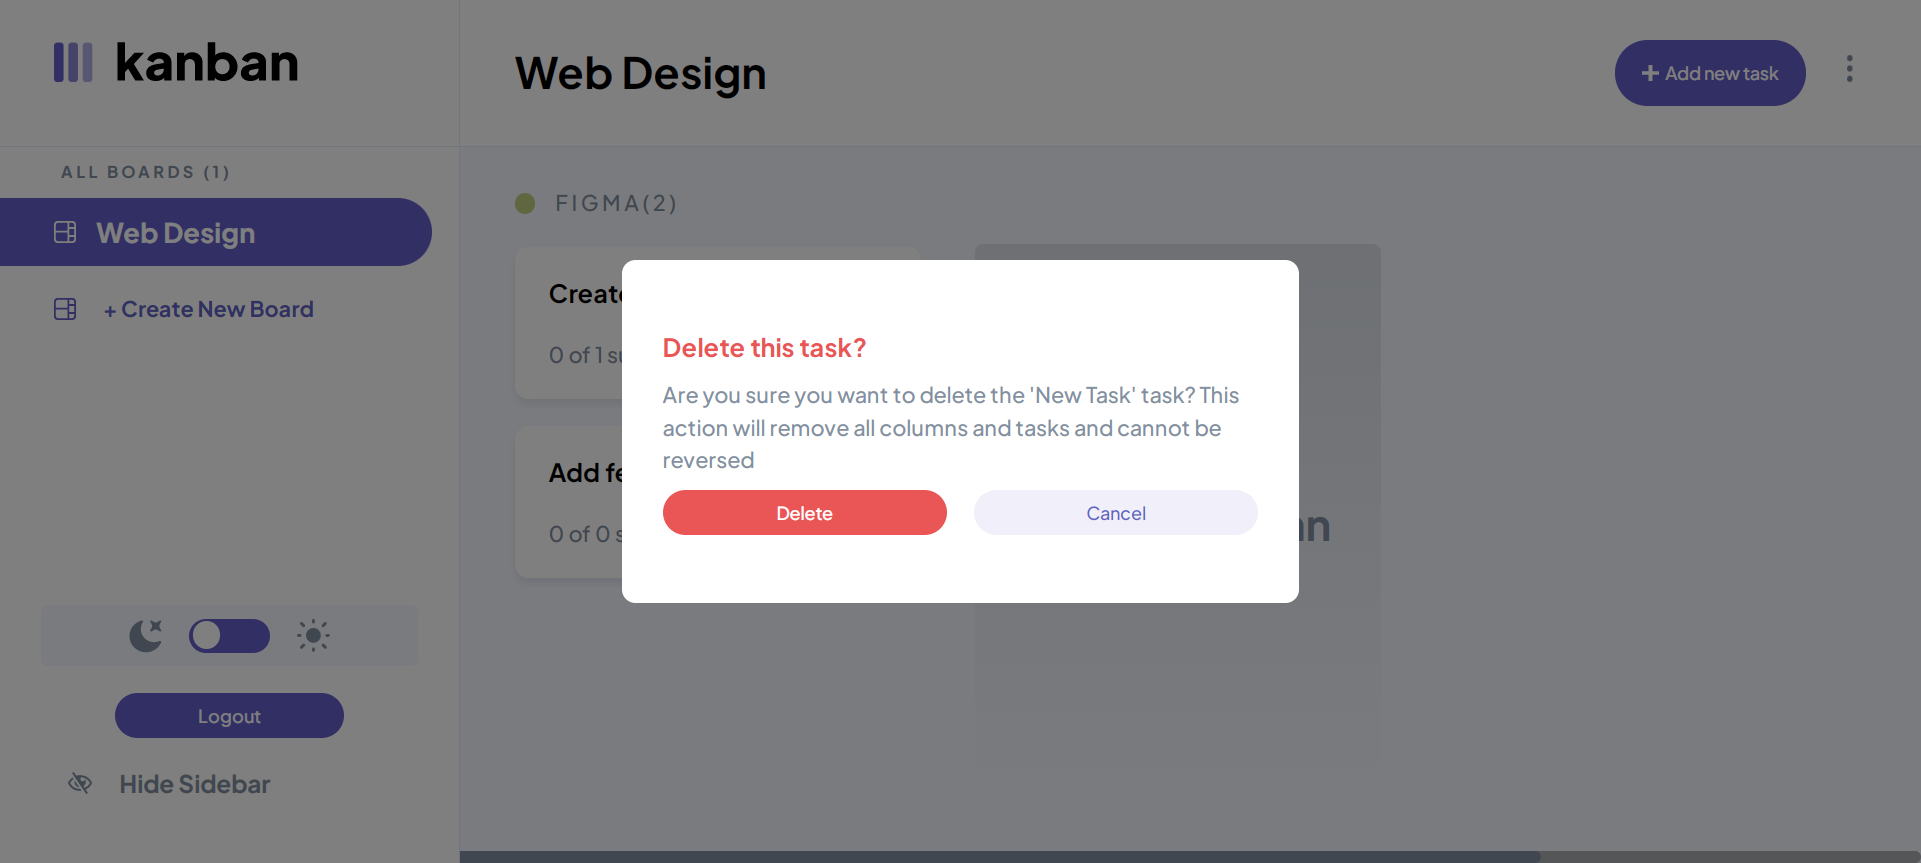 kanban
Web Design
+ Add new task
ALL BOARDS (1)
Web Design
+ Create New Board
FIGMA(2)
0 of 1
Add
0 of 0
Delete this task?
Are you sure you want to delete the 'New Task' task? This
action will remove all columns and tasks and cannot be
reversed
Delete
Cancel
Logout
Hide Sidebar